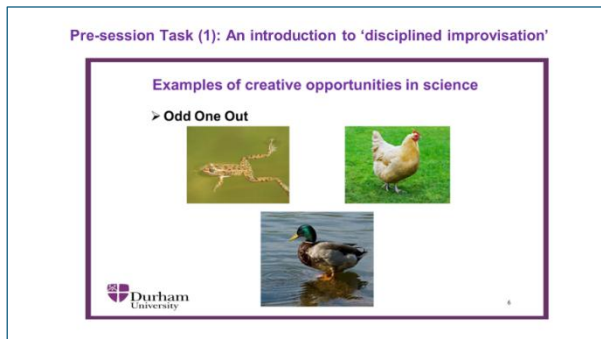 Pre-session Task (1): An introduction to ‘disciplined improvisation’
Examples of creative opportunities in science
➢ Odd One Out
Durham
University
6